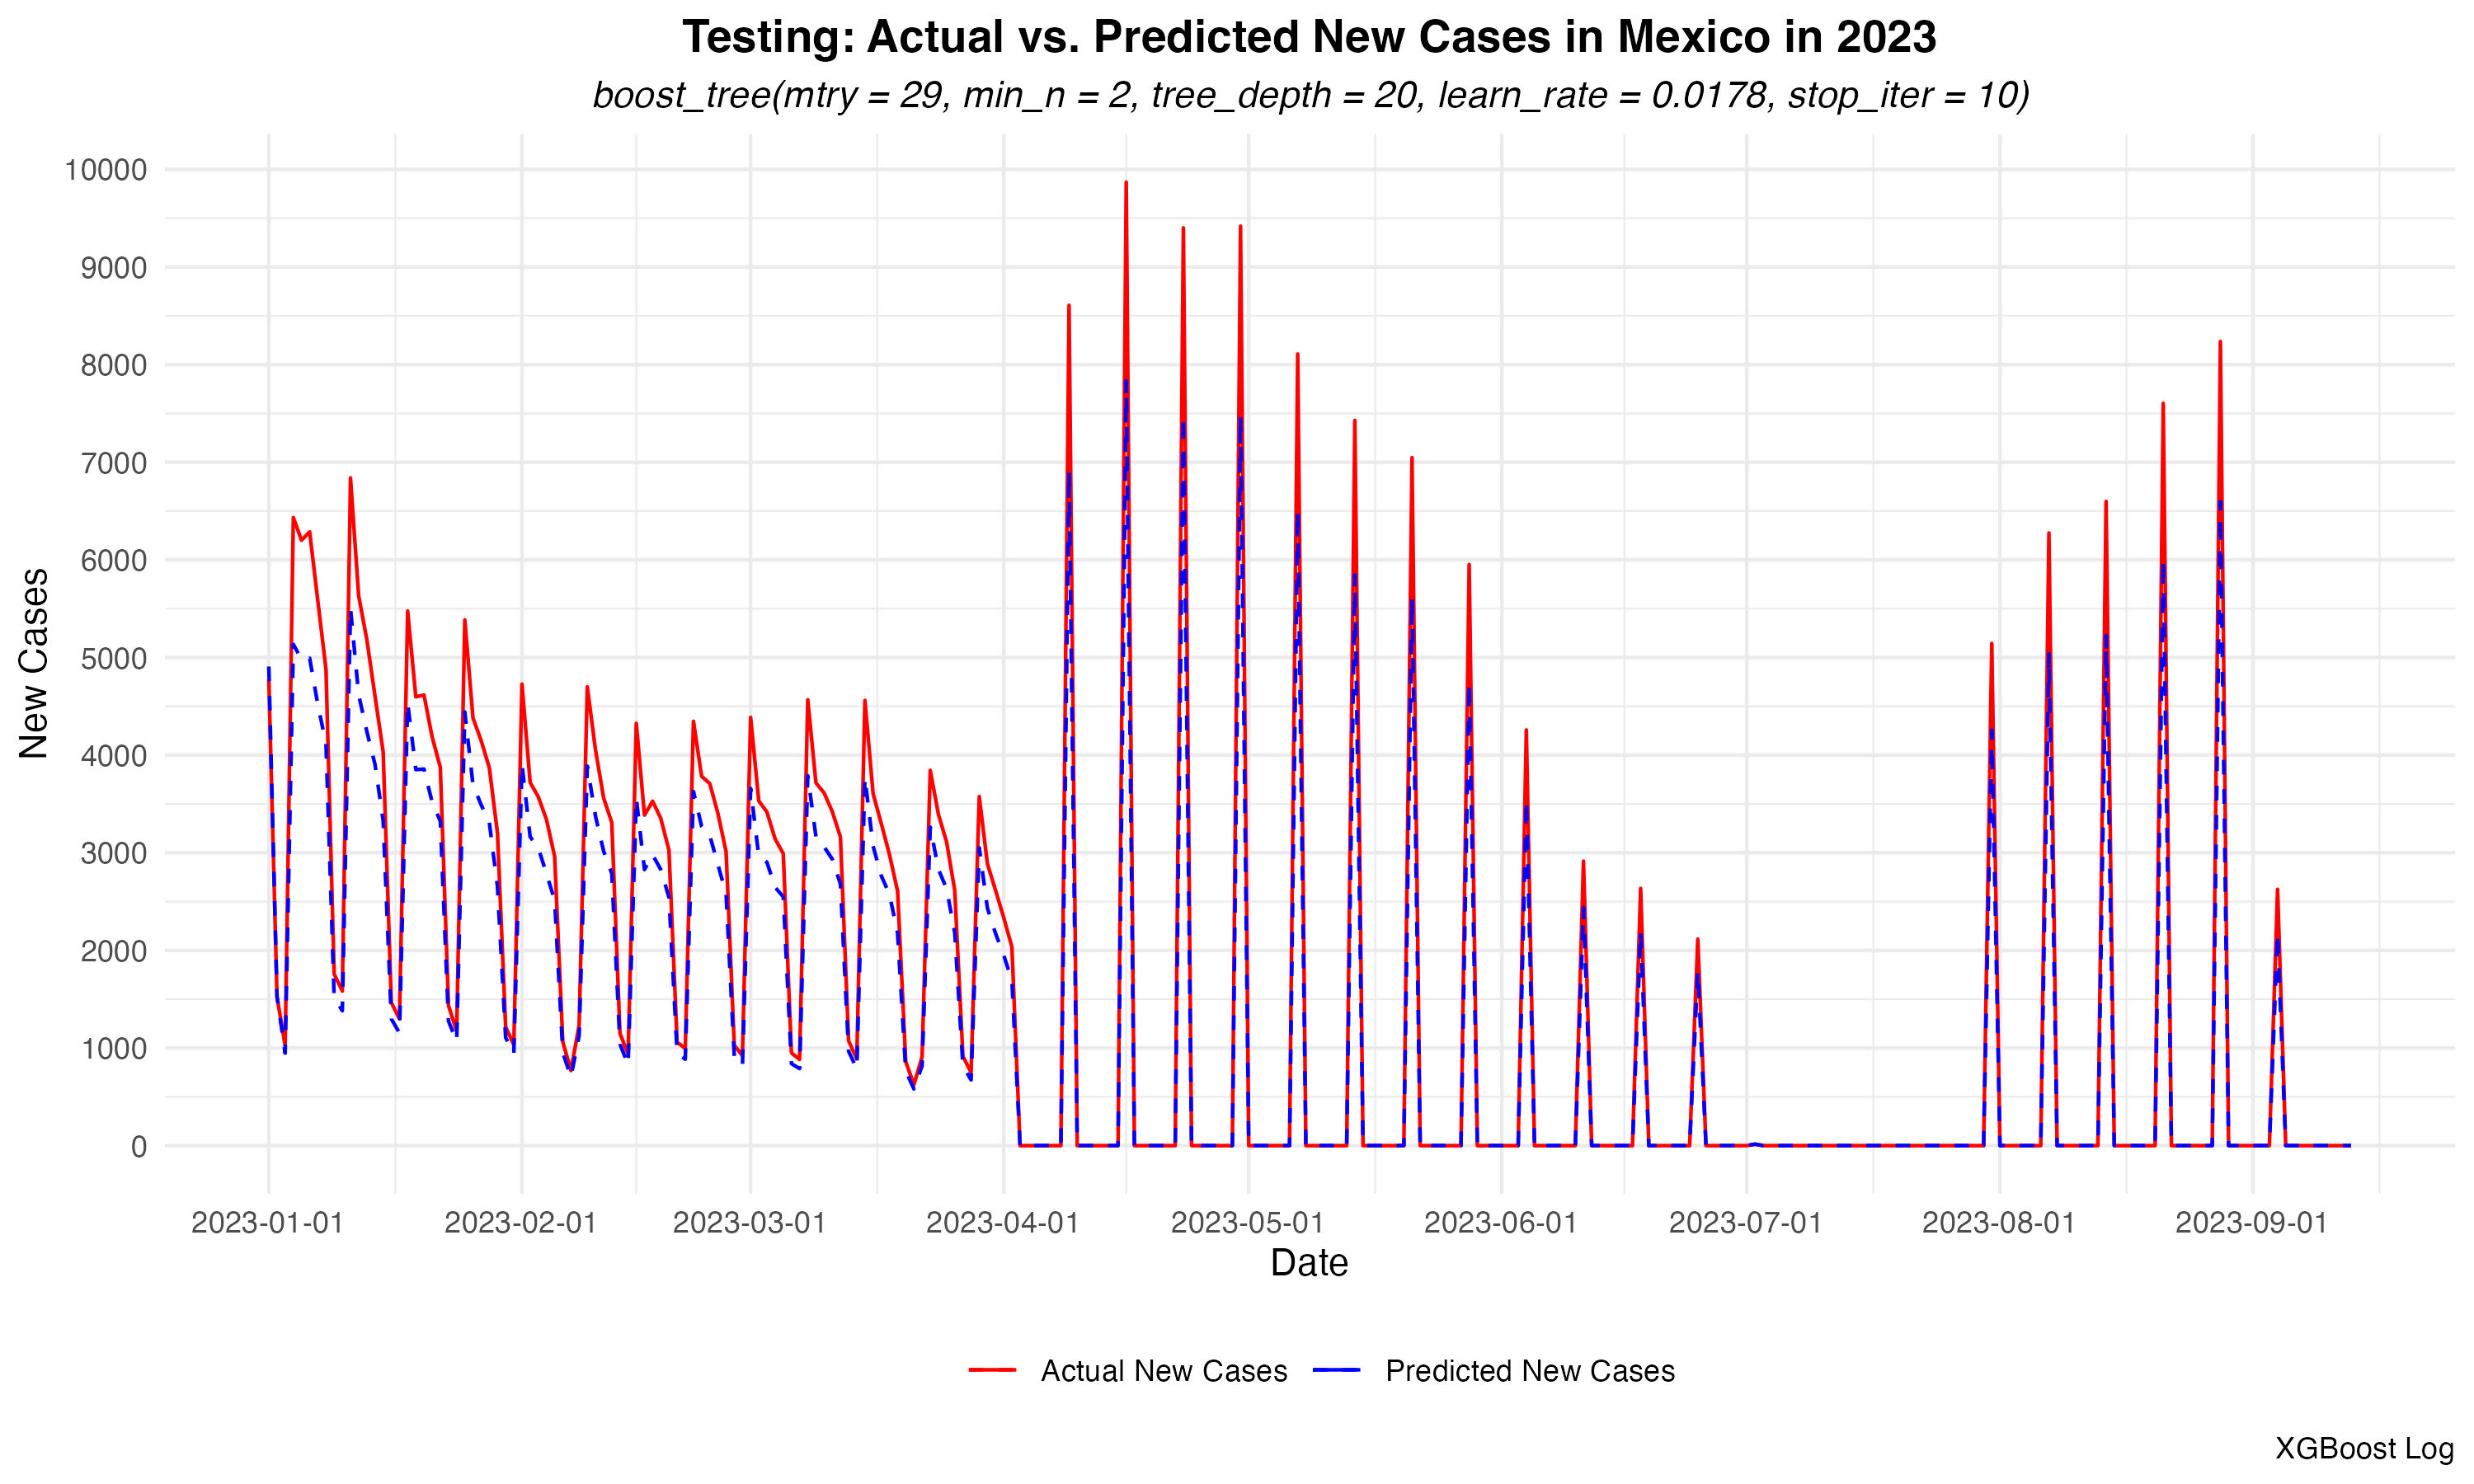 Testing: Actual vs. Predicted New Cases in Mexico in 2023
boost_tree(mtry = 29, min_n = 2, tree_depth = 20, learn_rate = 0.0178, stop_iter = 10)
10000
9000
8000
7000
6000
5000
4000
3000
2000
1000
0
New Cases
2023-01-01 2023-02-01 2023-03-01 2023-04-01 2023-05-01 2023-06-01 2023-07-01 2023-08-01 2023-09-01
Date
Actual New Cases Predicted New Cases
XGBoost Log